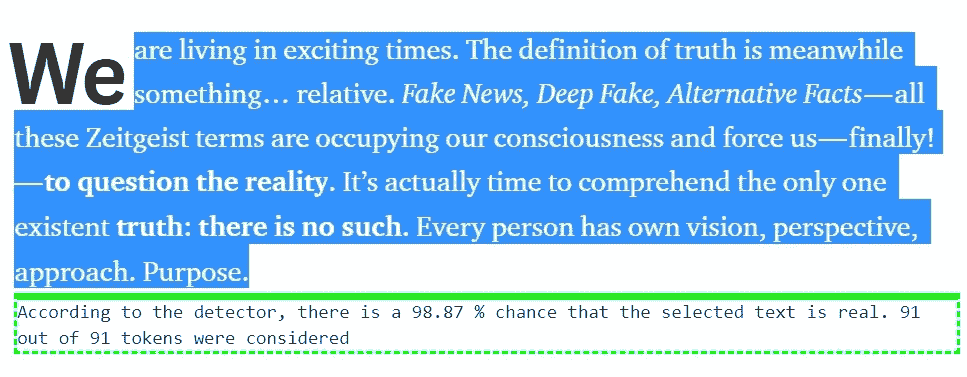 We are living in exciting times. The definition of truth is meanwhile
something… relative. Fake News, Deep Fake, Alternative Facts—all
these Zeitgeist terms are occupying our consciousness and force us—finally!
—to question the reality. It’s actually time to comprehend the only one
existent truth: there is no such. Every person has own vision, perspective,
approach. Purpose.
According to the detector, there is a 98.87 % chance that the selected text is real. 91
out of 91 tokens were considered